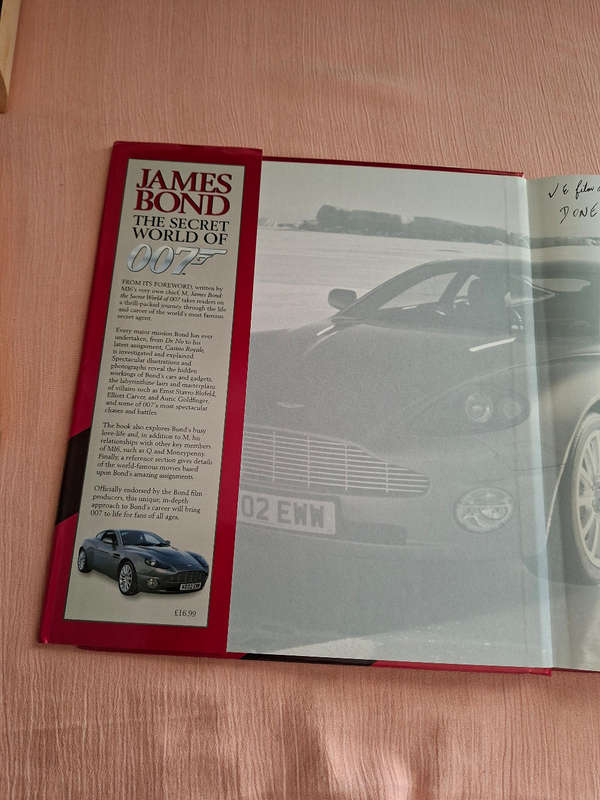 JAMES
BOND
THE SECRET
WORLD OF
007
FROM ITS FOREWORD, written by
MI6's very own chief, M, James Bond:
the Secret World of 007 takes readers on
a thrill-packed journey through the life
and career of the world's most famous
secret agent.
Every major mission Bond has ever
undertaken, from Dr No to his
latest assignment, Casino Royale,
is investigated and explained.
Spectacular illustrations and
photographs reveal the hidden
workings of Bond's cars and gadgets,
the labyrinthine lairs and masterplans
of villains such as Ernst Stavro Blofeld,
Elliott Carver, and Auric Goldfinger,
and some of 007's most spectacular
chases and battles.
The book also explores Bond's busy
love-life and, in addition to M, his
relationships with other key members
of MI6, such as Q and Moneypenny.
Finally, a reference section gives details
of the world-famous movies based
upon Bond's amazing assignments.
Officially endorsed by the Bond film
producers, this unique, in-depth
approach to Bond's career will bring
007 to life for fans of all ages.
£16.99
02 EWW
DONE